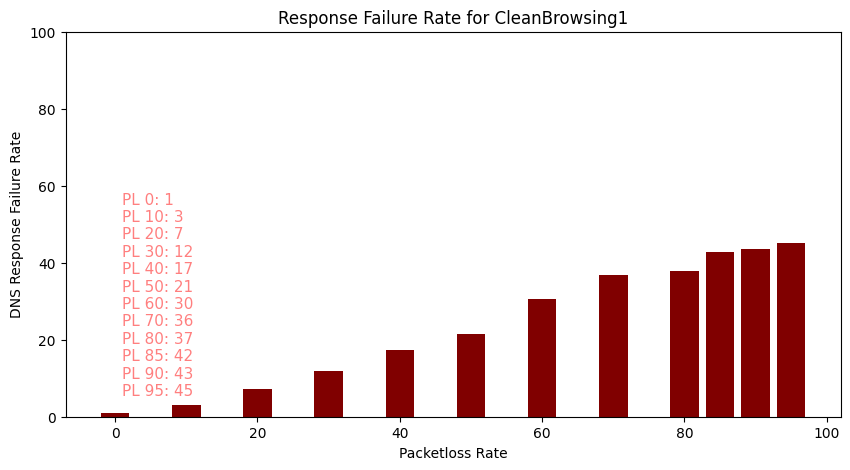 Response Failure Rate for CleanBrowsing1
100
80
60
40
20
0
DNS Response Failure Rate
PL 0: 1
PL 10: 3
PL 20: 7
PL 30: 12
PL 40: 17
PL 50: 21
PL 60: 30
PL 70: 36
PL 80: 37
PL 85: 42
PL 90: 43
PL 95: 45
0 20 40 60 80 100
Packetloss Rate